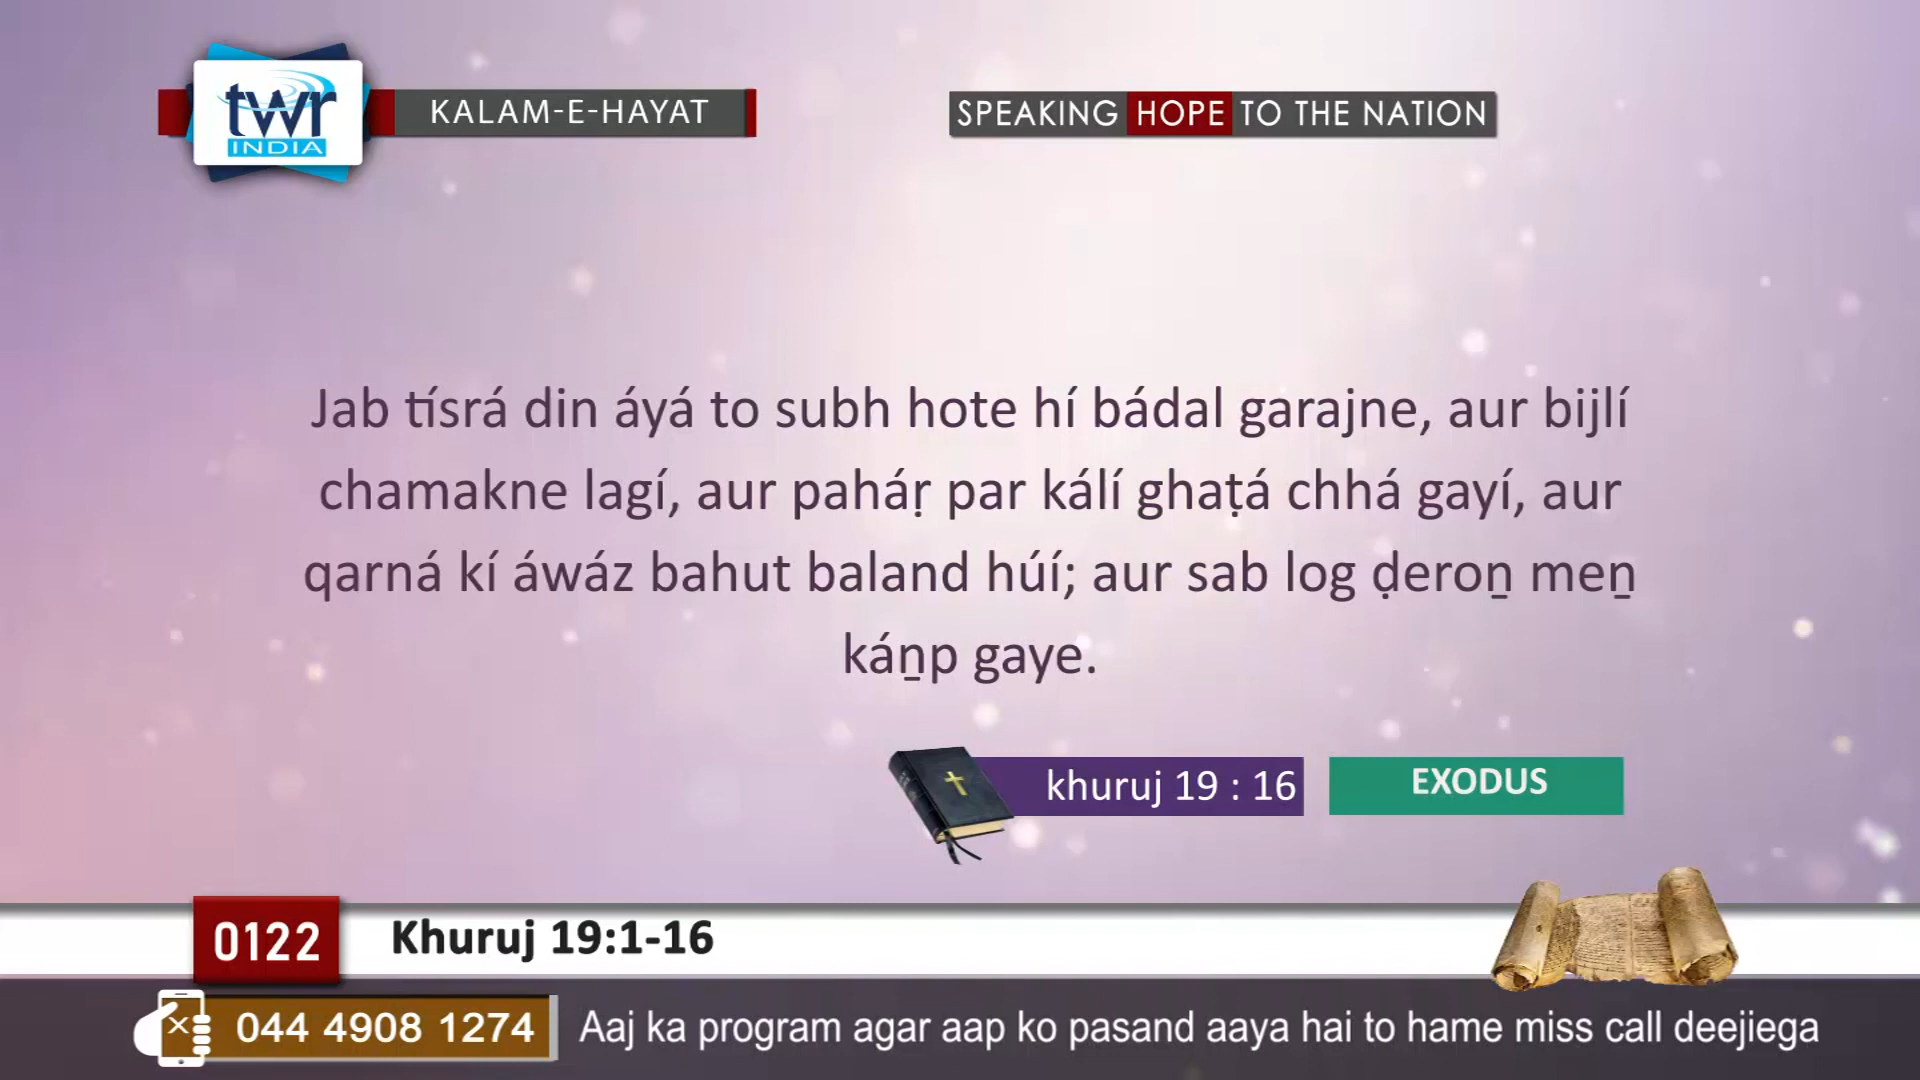 twr
INDIA
KALAM-E-HAYAT
SPEAKING HOPE TO THE NATION
Jab tísrá din áyá to subh hote hí bádal garajne, aur bijlí
chamakne lagí, aur paháṛ par kálí ghaṭá chhá gayí, aur
qarná kí áwáz bahut baland húí; aur sab log ḍeroṉ meṉ
káṉp gaye.
khuruj 19 : 16
EXODUS
0122
Khuruj 19:1-16
044 4908 1274
Aaj ka program agar aap ko pasand aaya hai to hame miss call deejiega